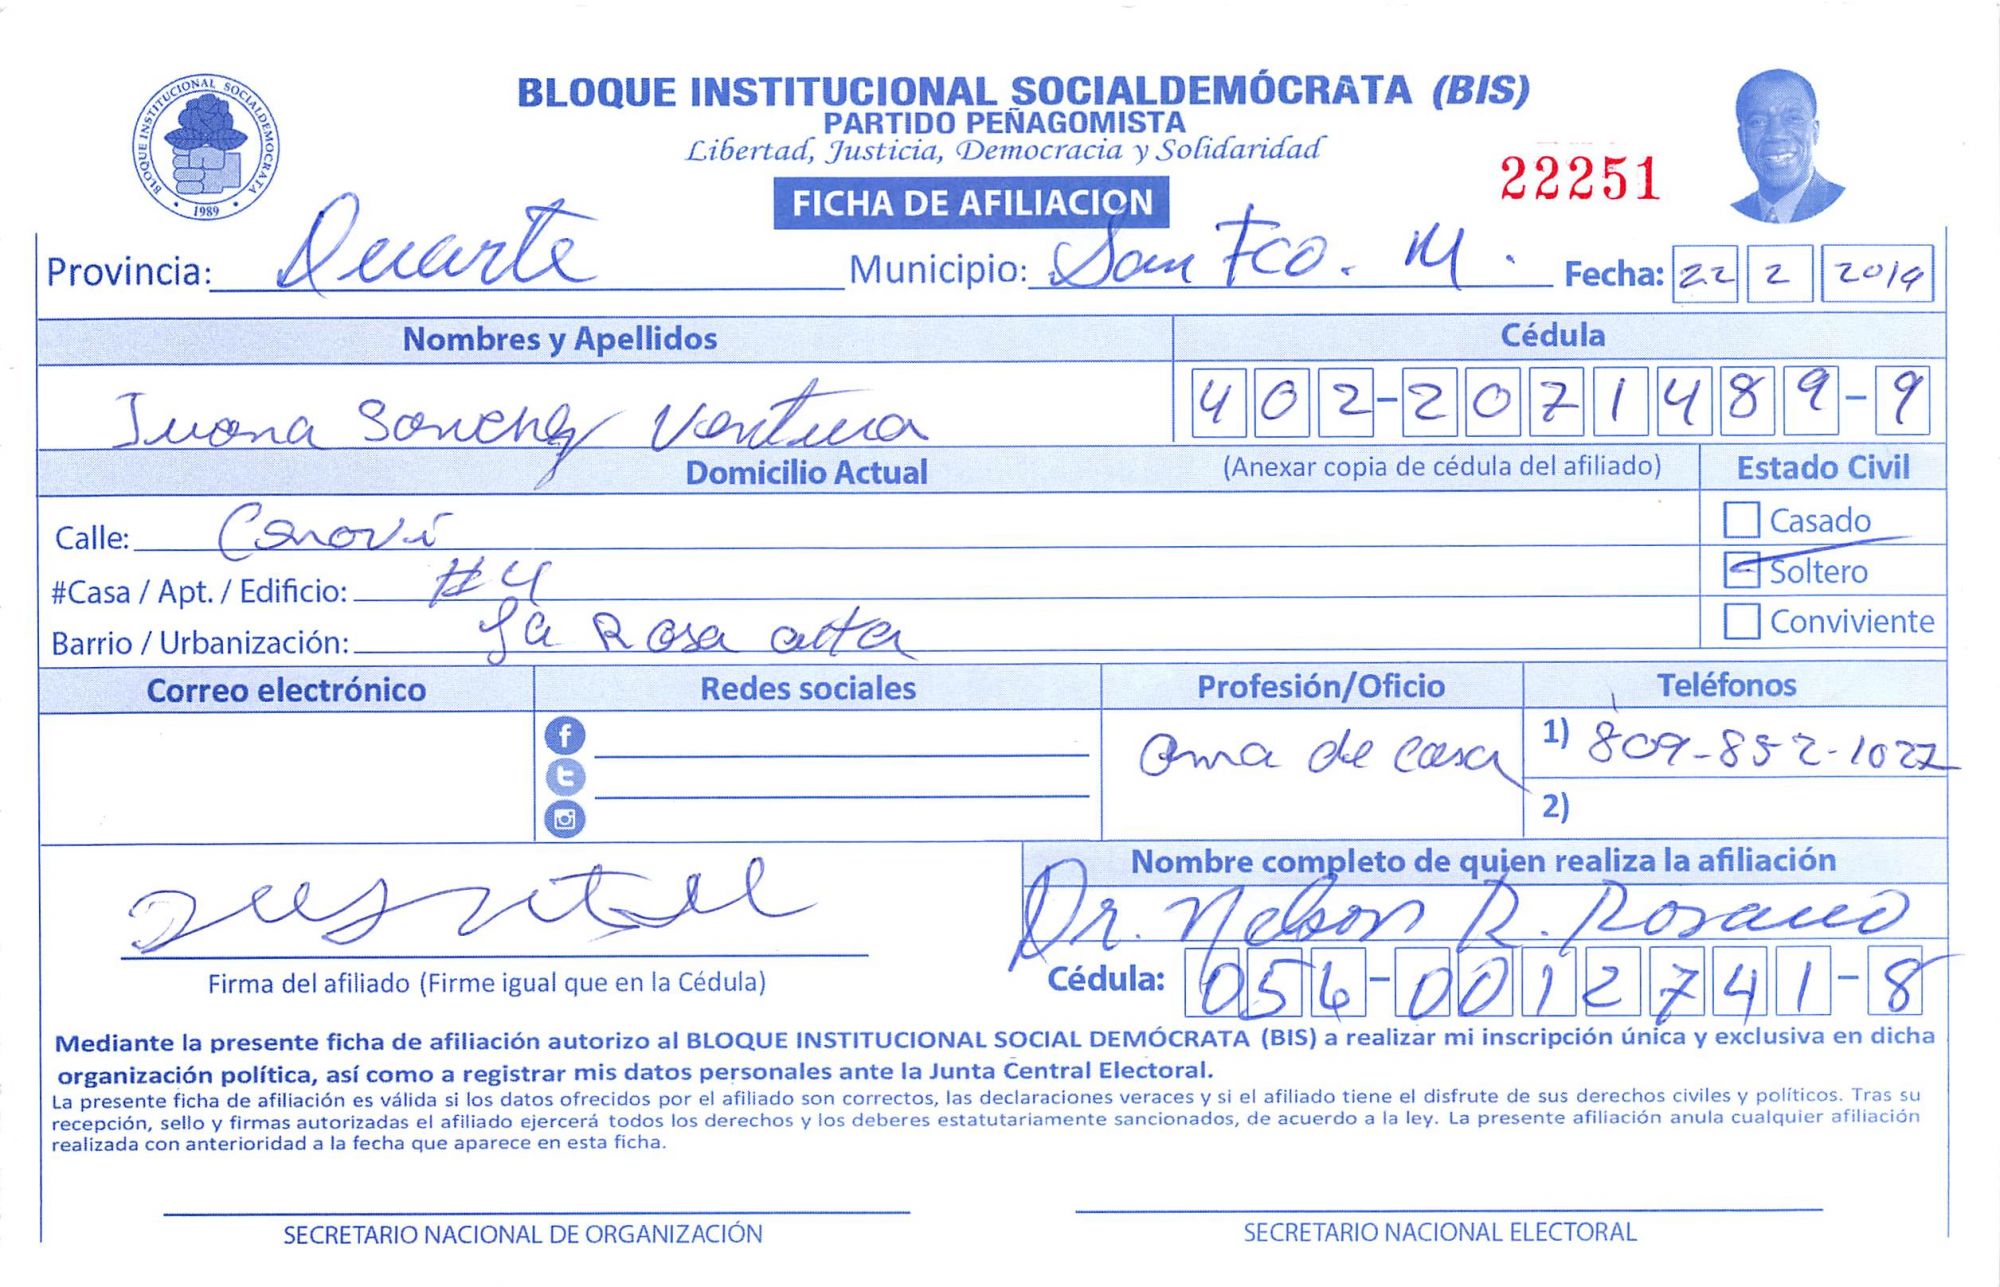 BLOQUE INSTITUCIONAL SOCIALDEMOCRATA
1989
BLOQUE INSTITUCIONAL SOCIALDEMÓCRATA (BIS)
PARTIDO PEÑAGOMISTA
Libertad, Justicia, Democracia y Solidaridad
22251
FICHA DE AFILIACION
Provincia: Duarte Municipio: San Fco. M. Fecha: 22 2 2019
Nombres y Apellidos Cédula
Juana Sanchez Ventura 402-2071489-9
Domicilio Actual (Anexar copia de cédula del afiliado) Estado Civil
Calle: Canoví Casado
#Casa / Apt. / Edificio: #4 Soltero
Barrio / Urbanización: La Rosa alta Conviviente
Correo electrónico Redes sociales Profesión/Oficio Teléfonos
ama de casa 1) 809-852-1022
2)
Nombre completo de quien realiza la afiliación
Dr. Nelson R. Rosario
Firma del afiliado (Firme igual que en la Cédula) Cédula: 056-0012741-8
Mediante la presente ficha de afiliación autorizo al BLOQUE INSTITUCIONAL SOCIAL DEMÓCRATA (BIS) a realizar mi inscripción única y exclusiva en dicha
organización política, así como a registrar mis datos personales ante la Junta Central Electoral.
La presente ficha de afiliación es válida si los datos ofrecidos por el afiliado son correctos, las declaraciones veraces y si el afiliado tiene el disfrute de sus derechos civiles y políticos. Tras su
recepción, sello y firmas autorizadas el afiliado ejercerá todos los derechos y los deberes estatutariamente sancionados, de acuerdo a la ley. La presente afiliación anula cualquier afiliación
realizada con anterioridad a la fecha que aparece en esta ficha.
SECRETARIO NACIONAL DE ORGANIZACIÓN SECRETARIO NACIONAL ELECTORAL